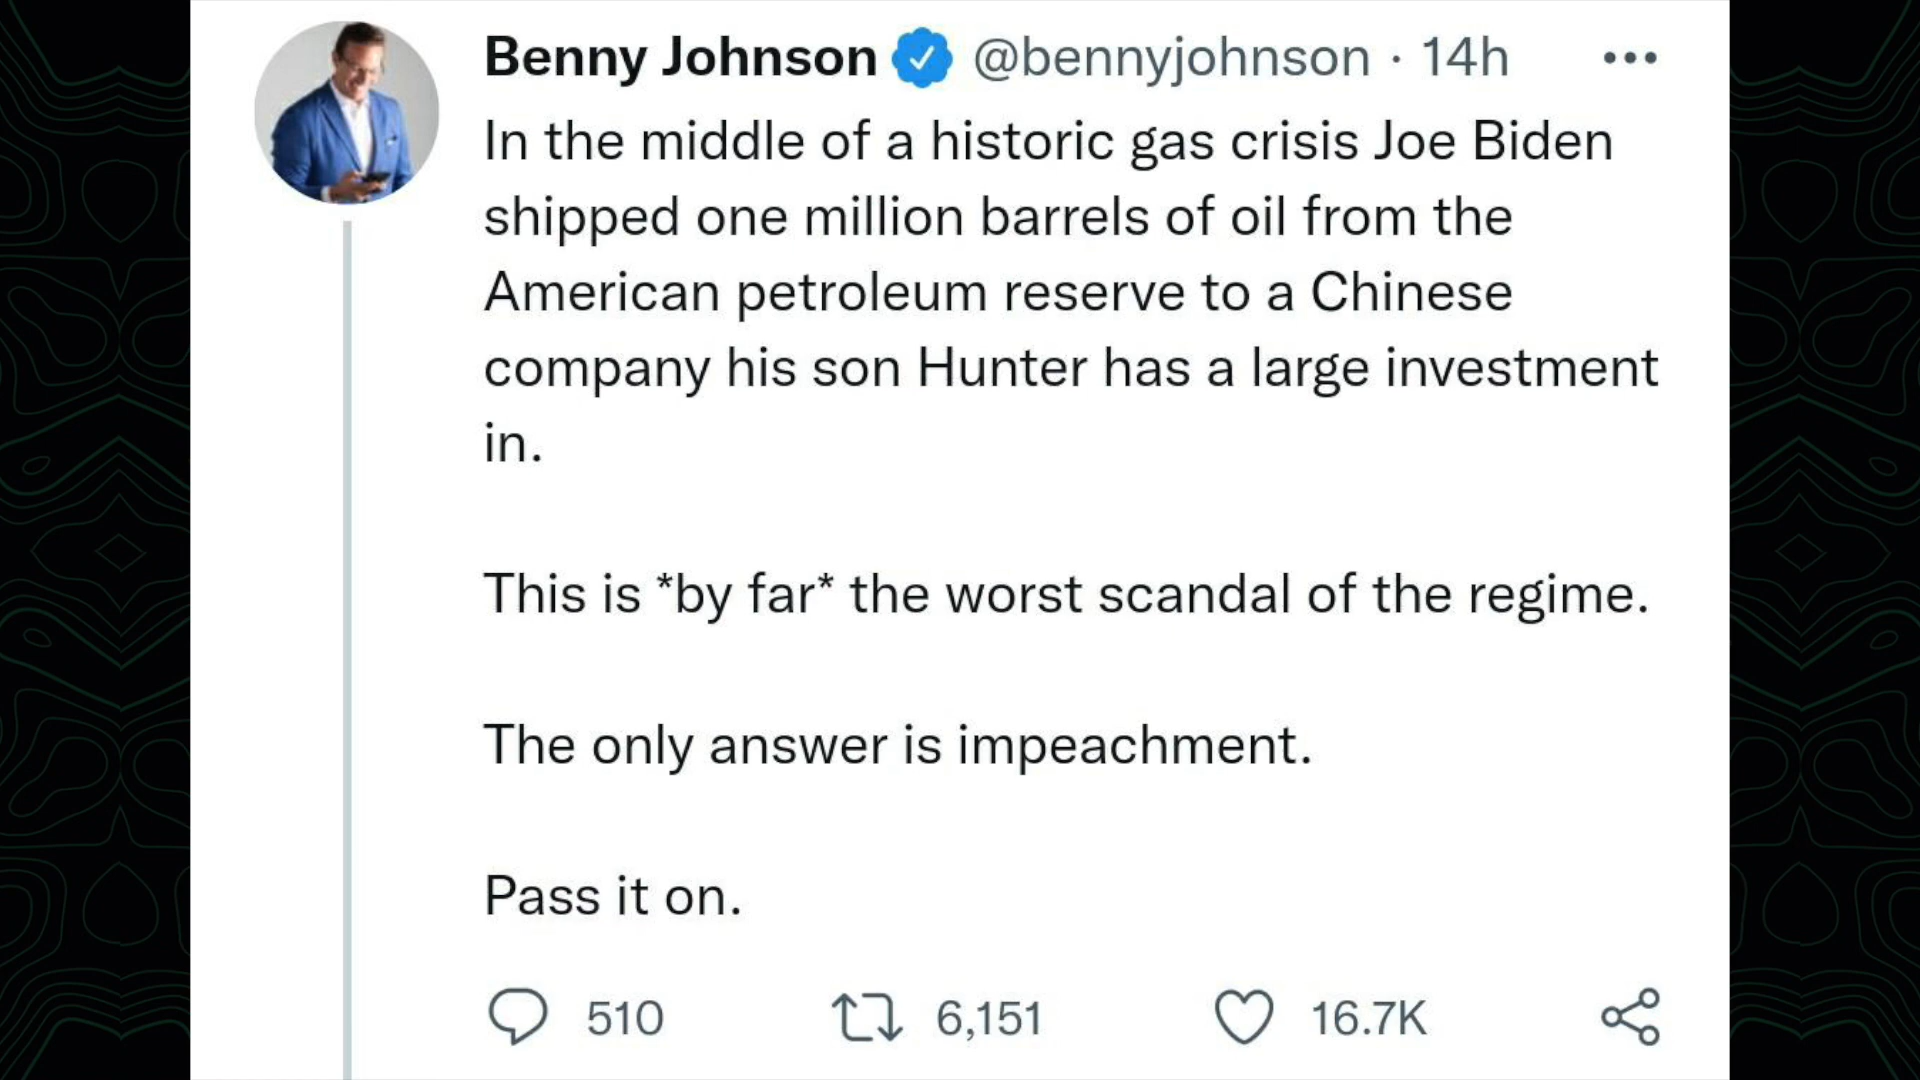 Benny Johnson @bennyjohnson · 14h
In the middle of a historic gas crisis Joe Biden
shipped one million barrels of oil from the
American petroleum reserve to a Chinese
company his son Hunter has a large investment
in.
This is *by far* the worst scandal of the regime.
The only answer is impeachment.
Pass it on.
510 6,151 16.7K